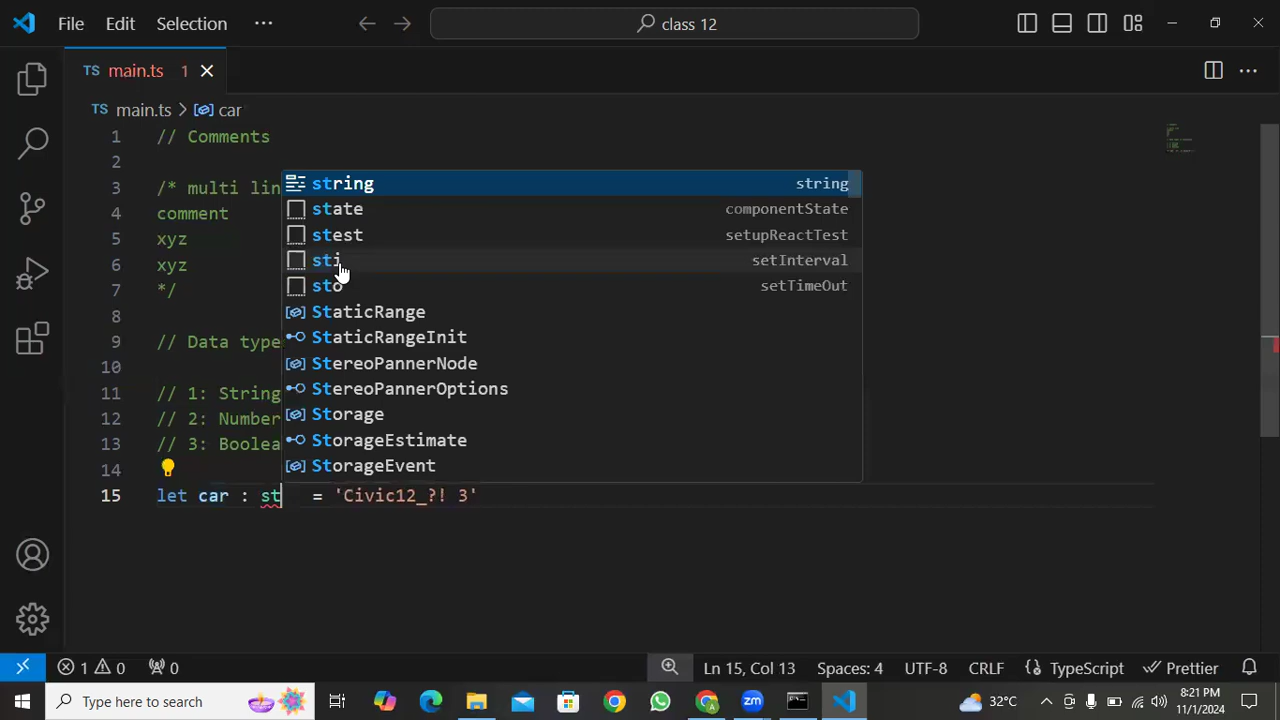 File Edit Selection ··· class 12
TS main.ts 1
TS main.ts > car
1 // Comments
2
3 /* multi lin
4 comment
5 xyz
6 xyz
7 */
8
9 // Data type
10
11 // 1: String
12 // 2: Number
13 // 3: Boolea
14
15 let car : st = 'Civic12_?! 3'
string string
state componentState
stest setupReactTest
sti setInterval
sto setTimeOut
StaticRange
StaticRangeInit
StereoPannerNode
StereoPannerOptions
Storage
StorageEstimate
StorageEvent
1 0 0 Ln 15, Col 13 Spaces: 4 UTF-8 CRLF TypeScript Prettier
Type here to search 32°C 8:21 PM
11/1/2024